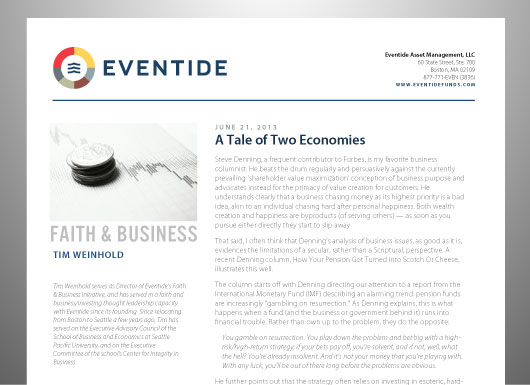 EVENTIDE
Eventide Asset Management, LLC
60 State Street, Ste. 700
Boston, MA 02109
877-771-EVEN (3836)
WWW.EVENTIDEFUNDS.COM
FAITH & BUSINESS
TIM WEINHOLD
Tim Weinhold serves as Director of Eventide's Faith
& Business Initiative, and has served in a faith and
business/investing thought leadership capacity
with Eventide since its founding. Since relocating
from Boston to Seattle a few years ago, Tim has
served on the Executive Advisory Council of the
School of Business and Economics at Seattle
Pacific University, and on the Executive
Committee of the school's Center for Integrity in
Business.
JUNE 21, 2013
A Tale of Two Economies
Steve Denning, a frequent contributor to Forbes, is my favorite business
columnist. He beats the drum regularly and persuasively against the currently
prevailing 'shareholder value maximization' conception of business purpose and
advocates instead for the primacy of value creation for customers. He
understands clearly that a business chasing money as its highest priority is a bad
idea, akin to an individual chasing hard after personal happiness. Both wealth
creation and happiness are byproducts (of serving others) — as soon as you
pursue either directly they start to slip away.
That said, I often think that Denning's analysis of business issues, as good as it is,
evidences the limitations of a secular, rather than a Scriptural, perspective. A
recent Denning column, How Your Pension Got Turned Into Scotch Or Cheese,
illustrates this well.
The column starts off with Denning directing our attention to a report from the
International Monetary Fund (IMF) describing an alarming trend: pension funds
are increasingly "gambling on resurrection." As Denning explains, this is what
happens when a fund (and the business or government behind it) runs into
financial trouble. Rather than own up to the problem, they do the opposite:
You gamble on resurrection. You play down the problem and bet big with a high-
risk/high-return strategy. If your bets pay off, you're solvent, and if not, well, what
the hell? You're already insolvent. And it's not your money that you're playing with.
With any luck, you'll be out of there long before the problems are obvious.
He further points out that the strategy often relies on investing in esoteric, hard-